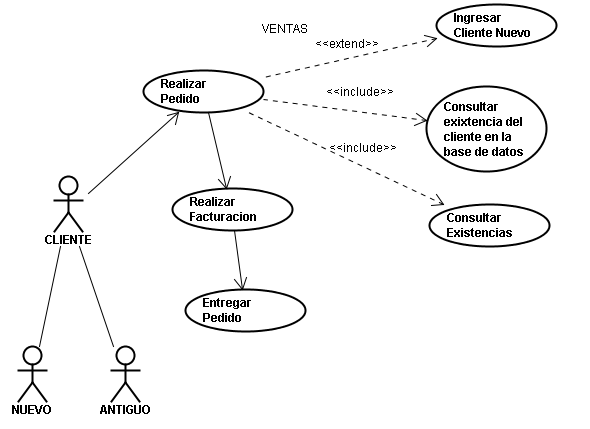 VENTAS
Ingresar
Cliente Nuevo
<<extend>>
Realizar
Pedido
<<include>>
Consultar
exixtencia del
cliente en la
base de datos
<<include>>
Realizar
Facturacion
Consultar
Existencias
CLIENTE
Entregar
Pedido
NUEVO
ANTIGUO